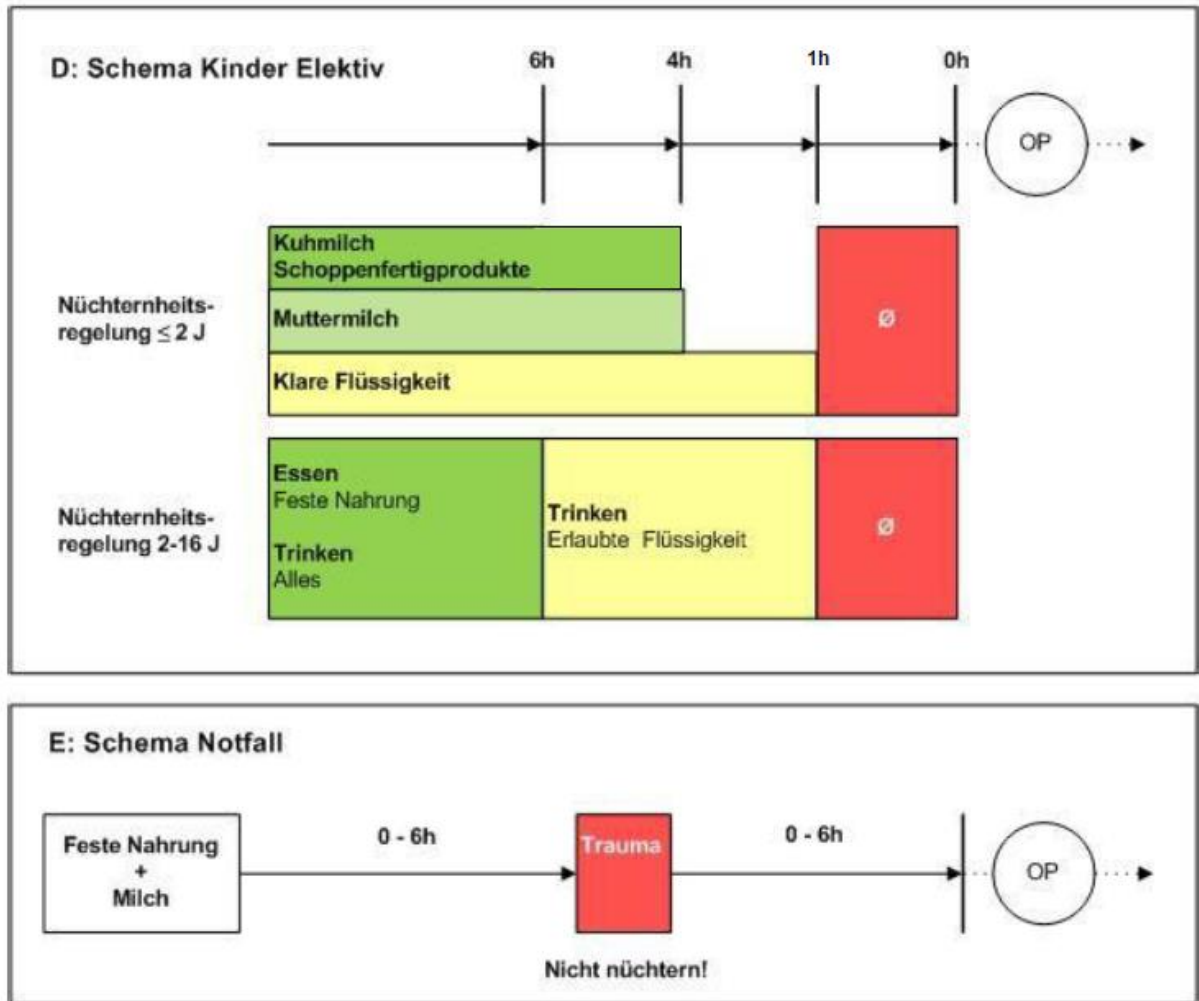 D: Schema Kinder Elektiv
6h
4h
1h
0h
OP
Nüchternheits-
regelung ≤ 2 J
Kuhmilch
Schoppenfertigprodukte
Muttermilch
Klare Flüssigkeit
Ø
Nüchternheits-
regelung 2-16 J
Essen
Feste Nahrung
Trinken
Alles
Trinken
Erlaubte Flüssigkeit
Ø
E: Schema Notfall
Feste Nahrung
+
Milch
0 - 6h
Trauma
0 - 6h
OP
Nicht nüchtern!